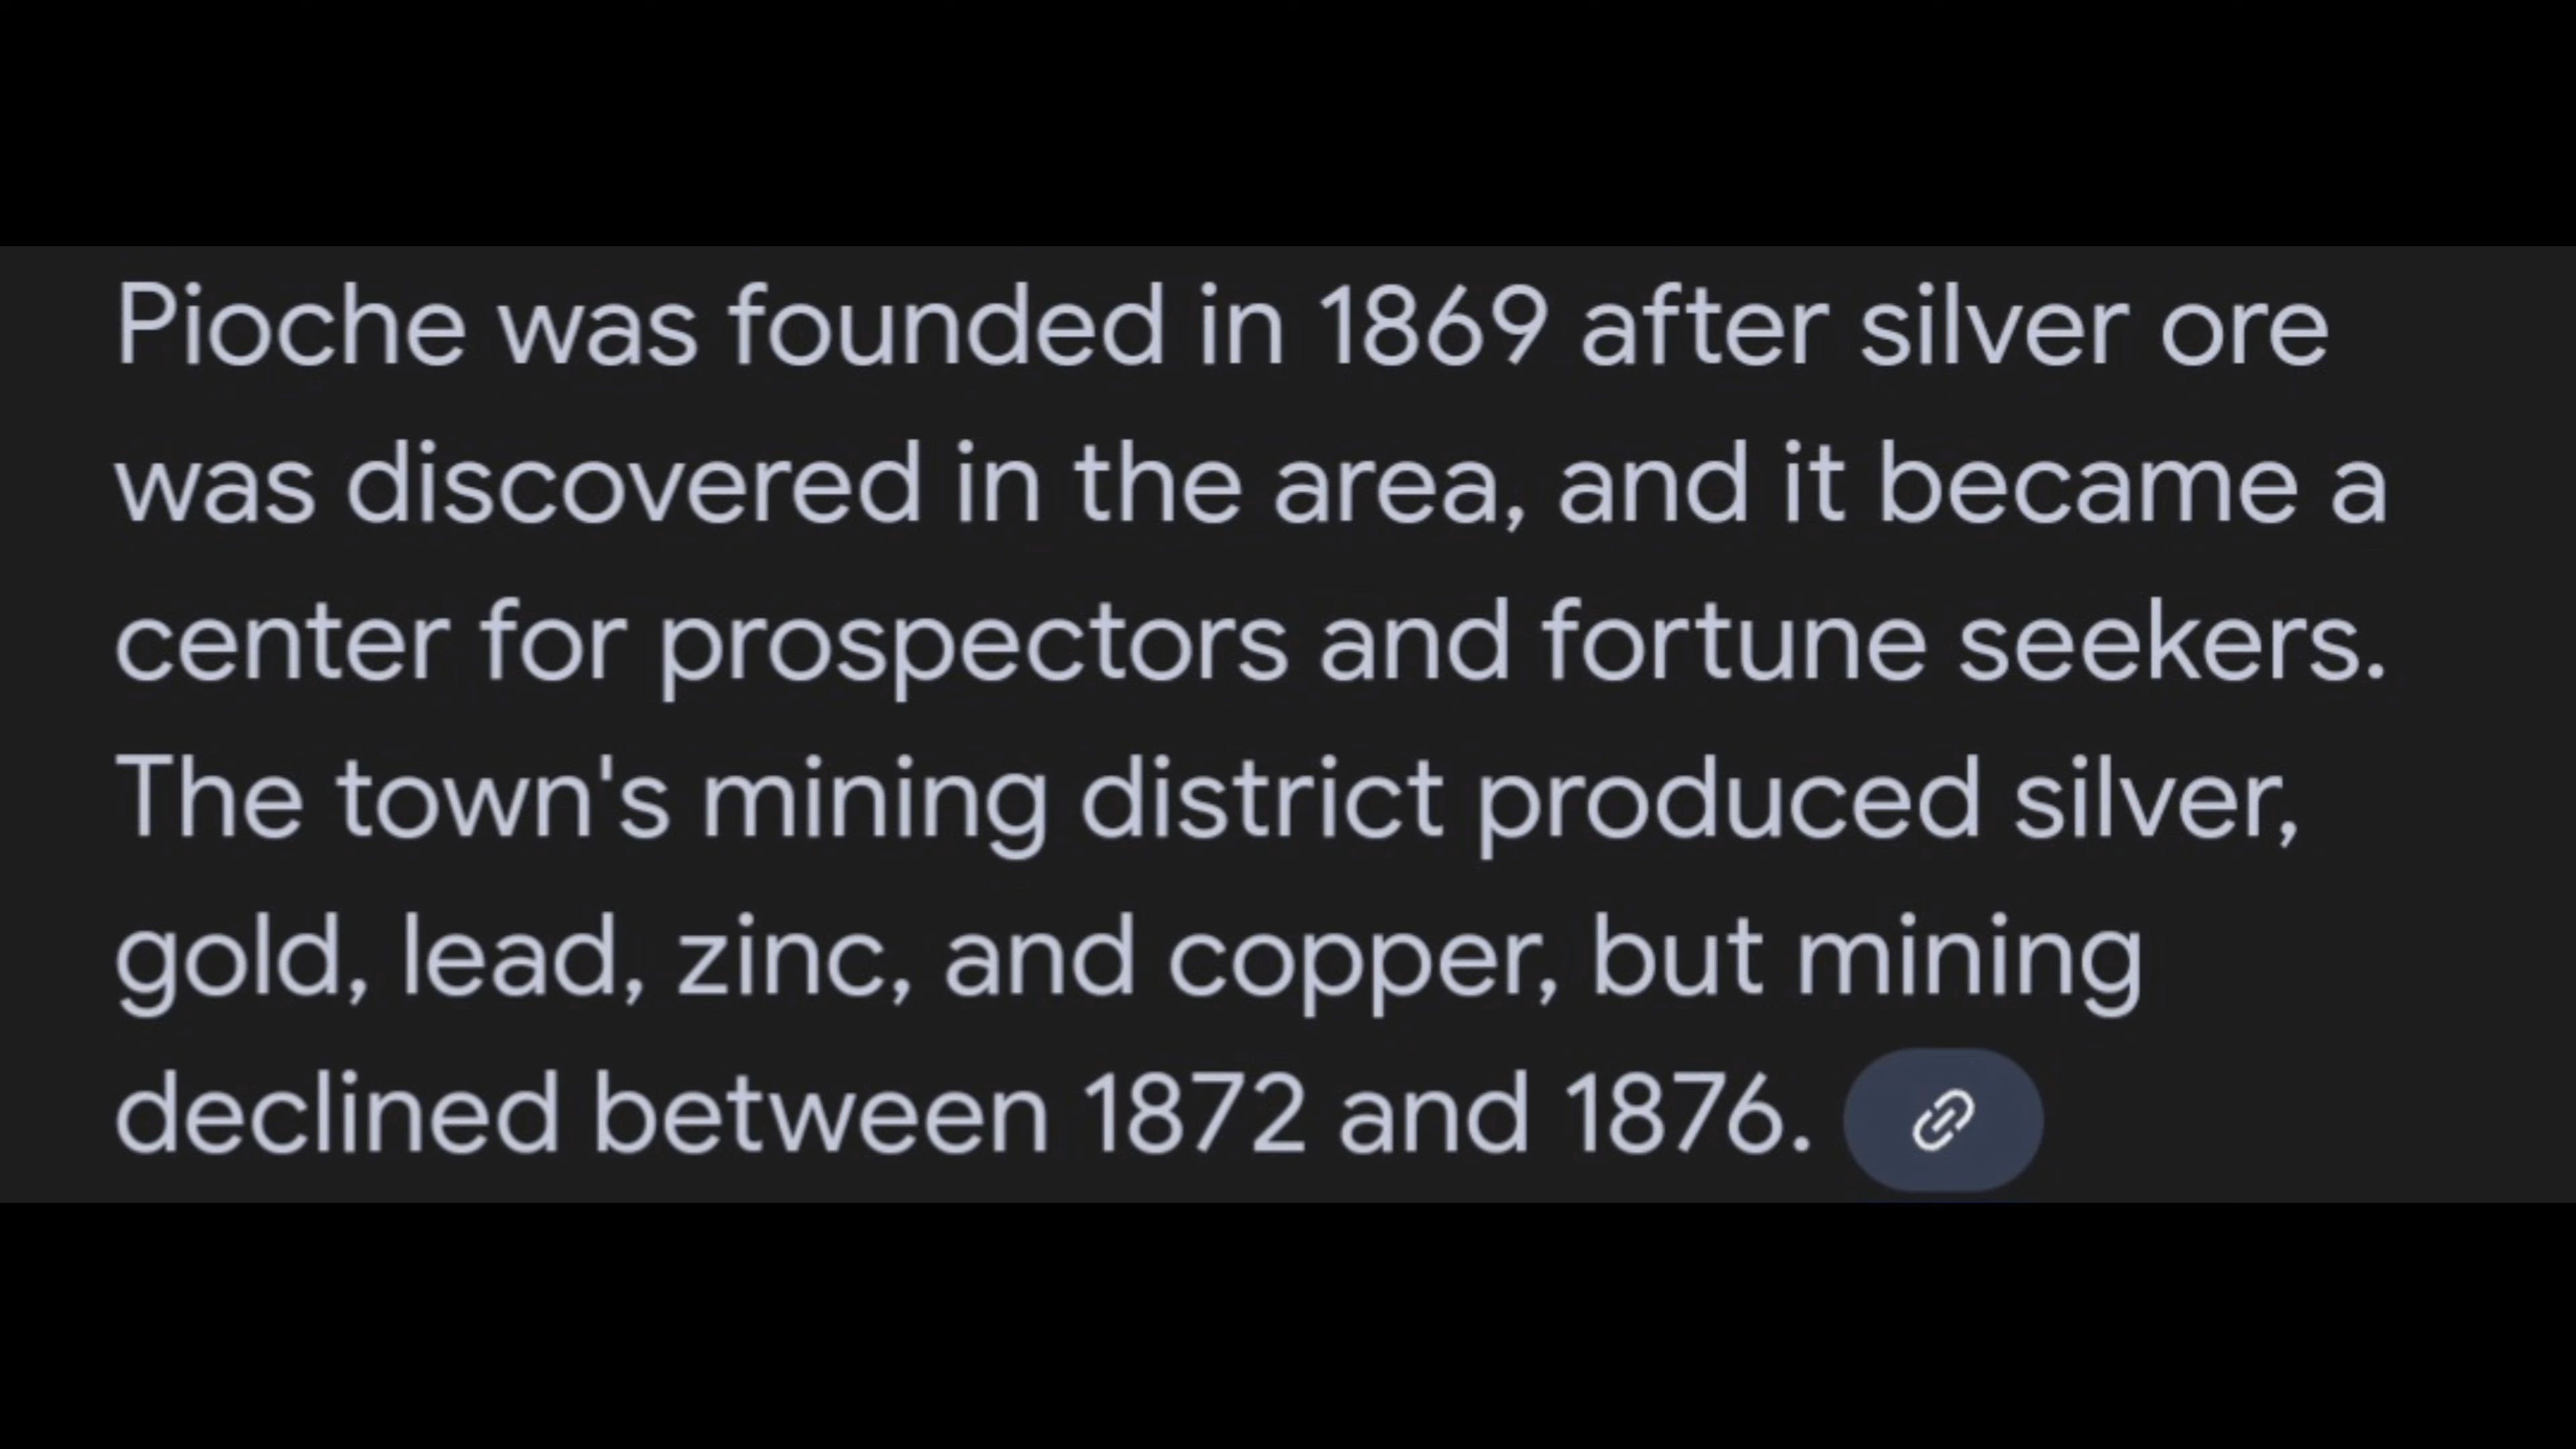 Pioche was founded in 1869 after silver ore
was discovered in the area, and it became a
center for prospectors and fortune seekers.
The town's mining district produced silver,
gold, lead, zinc, and copper, but mining
declined between 1872 and 1876.